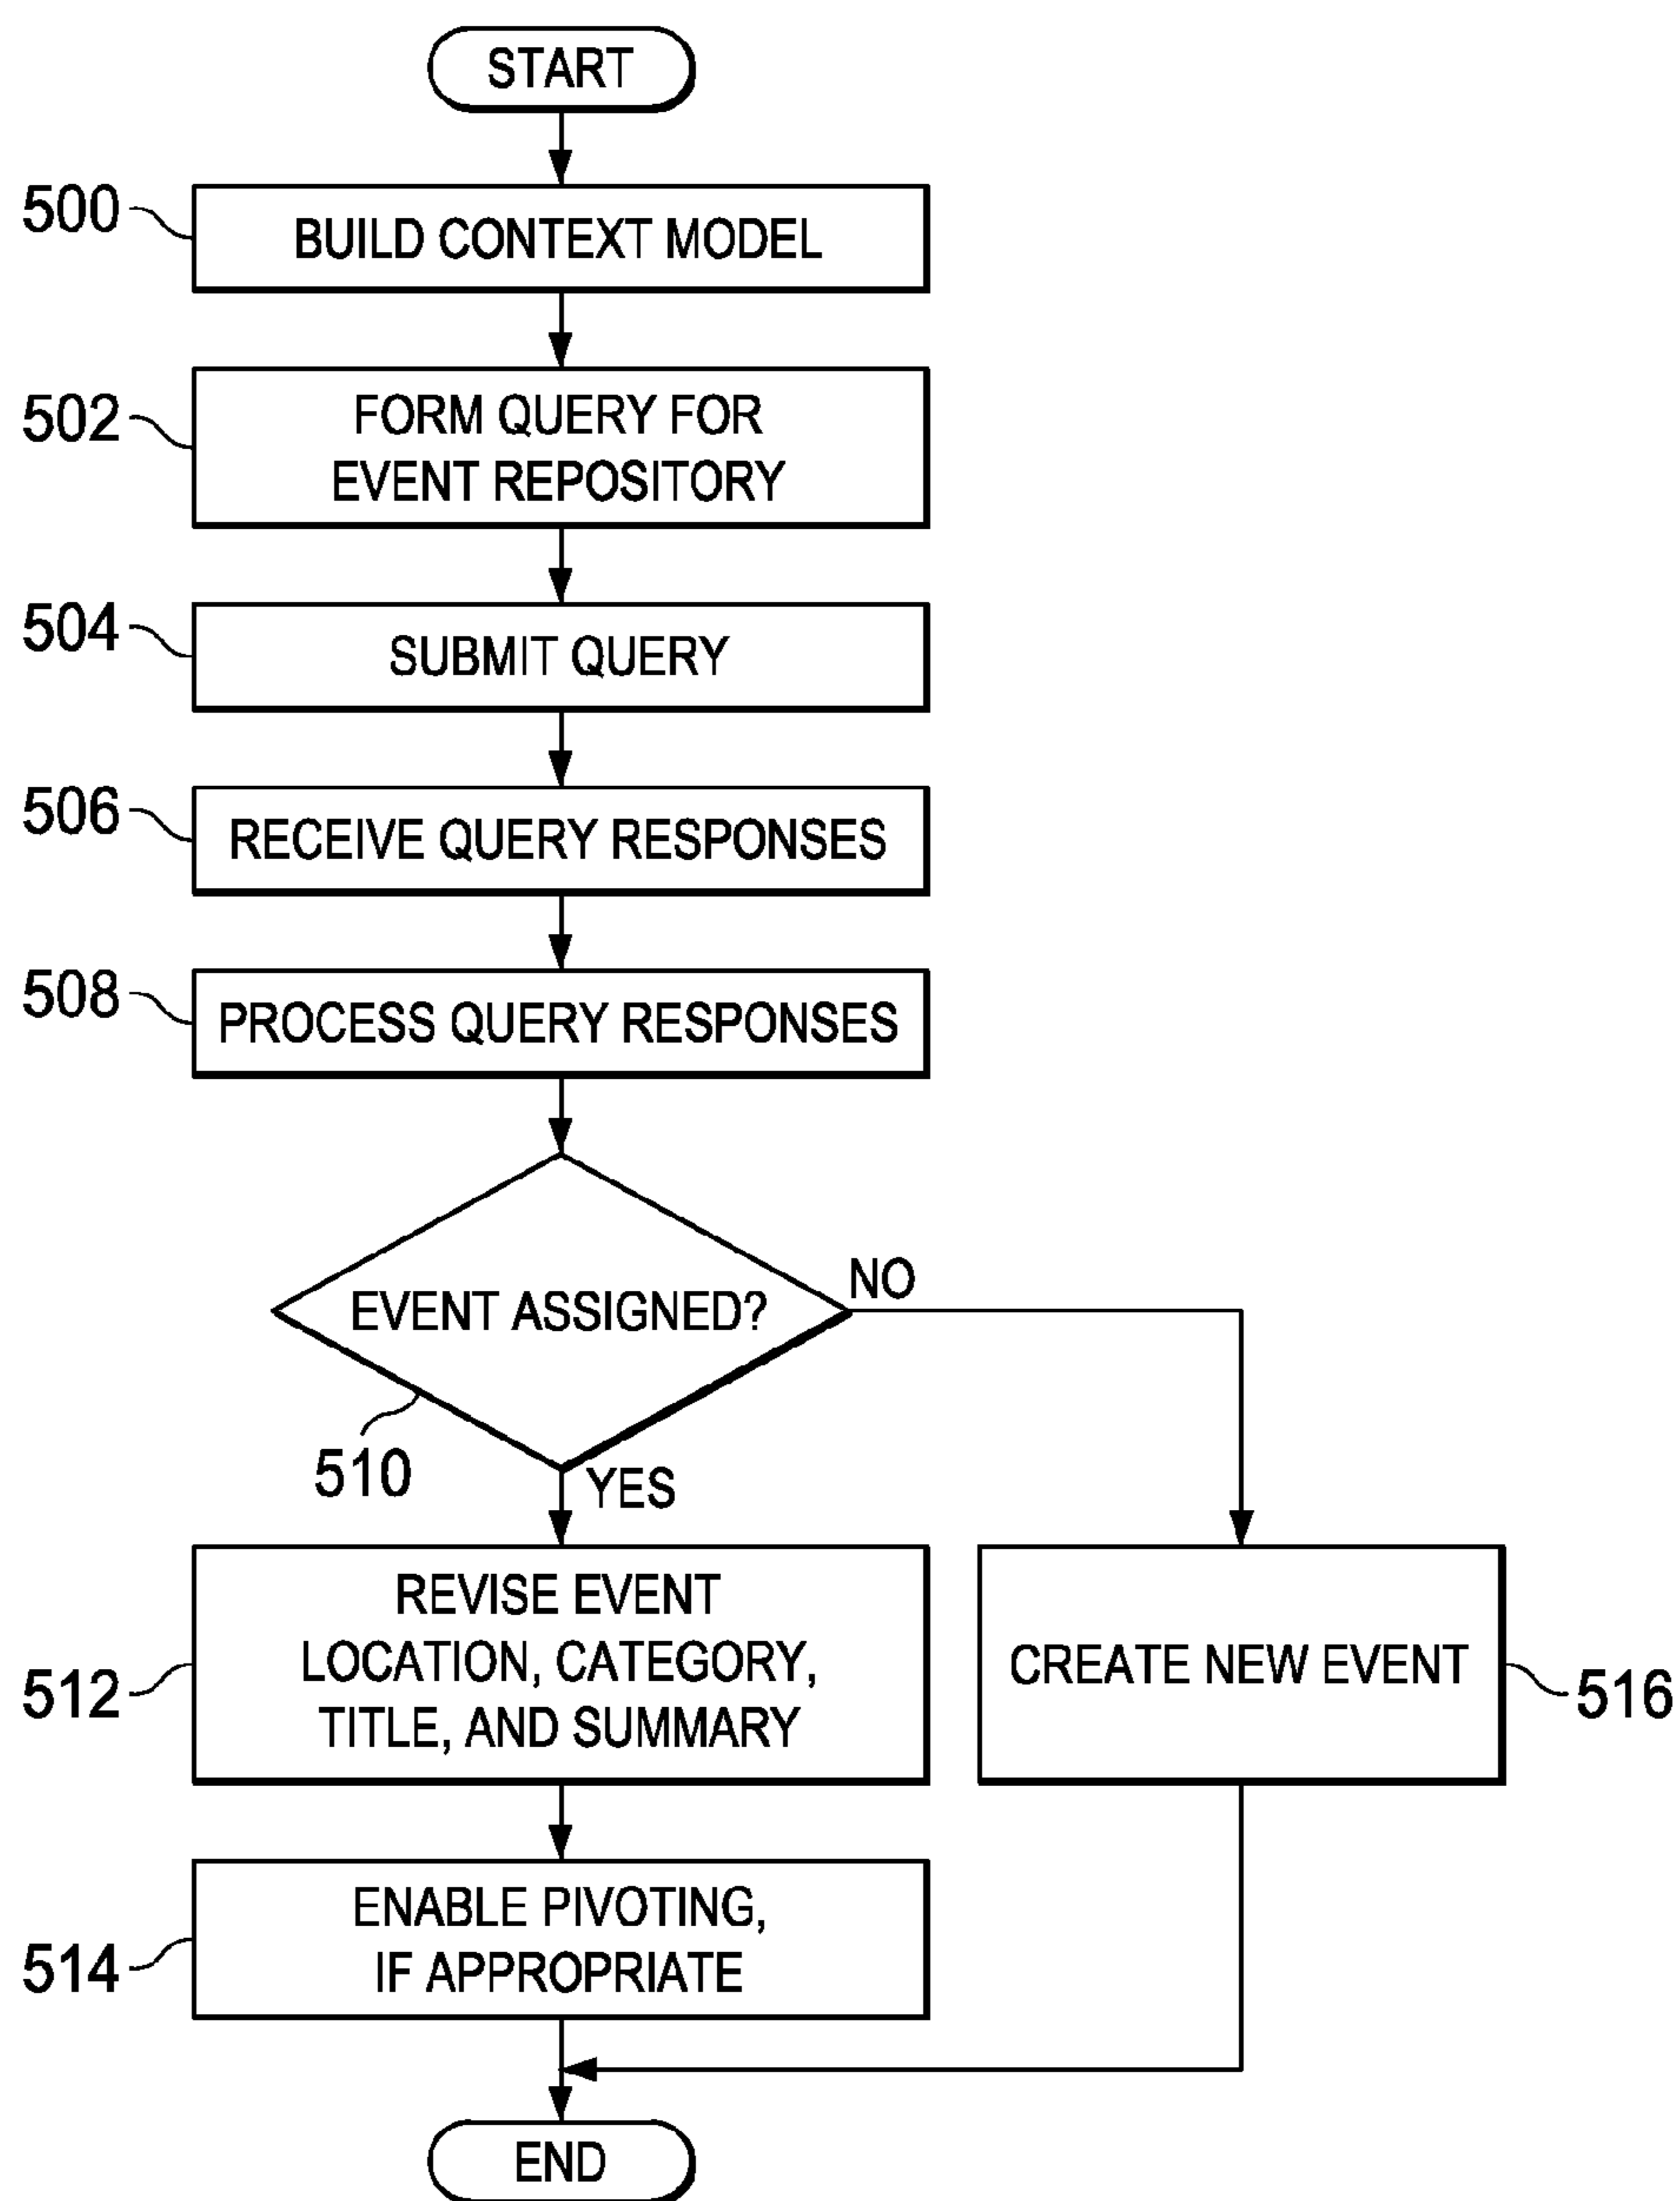 START
500
BUILD CONTEXT MODEL
502
FORM QUERY FOR
EVENT REPOSITORY
504
SUBMIT QUERY
506
RECEIVE QUERY RESPONSES
508
PROCESS QUERY RESPONSES
EVENT ASSIGNED?
NO
510
YES
512
REVISE EVENT
LOCATION, CATEGORY,
TITLE, AND SUMMARY
CREATE NEW EVENT
516
514
ENABLE PIVOTING,
IF APPROPRIATE
END